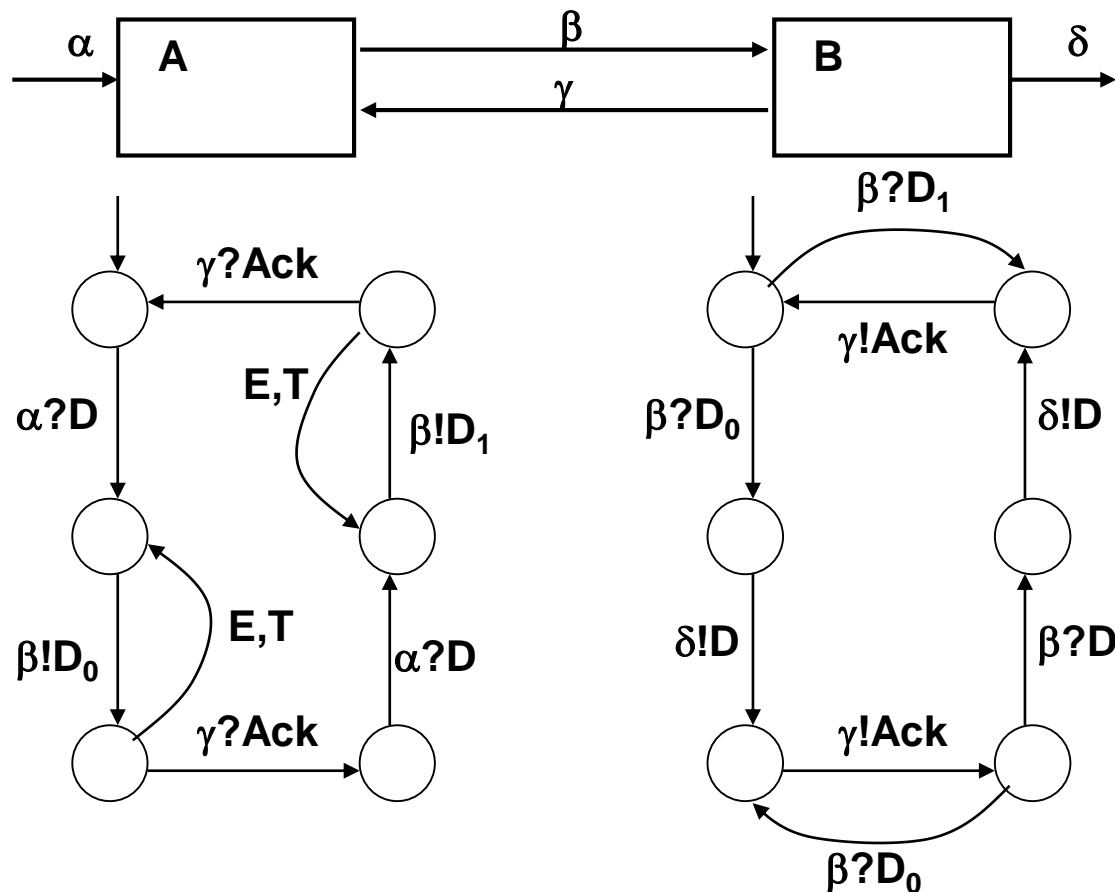 α
A
β
γ
B
δ
γ?Ack
E,T
α?D
β!D₁
β!D₀
E,T
α?D
γ?Ack
β?D₁
γ!Ack
β?D₀
δ!D
δ!D
β?D
γ!Ack
β?D₀